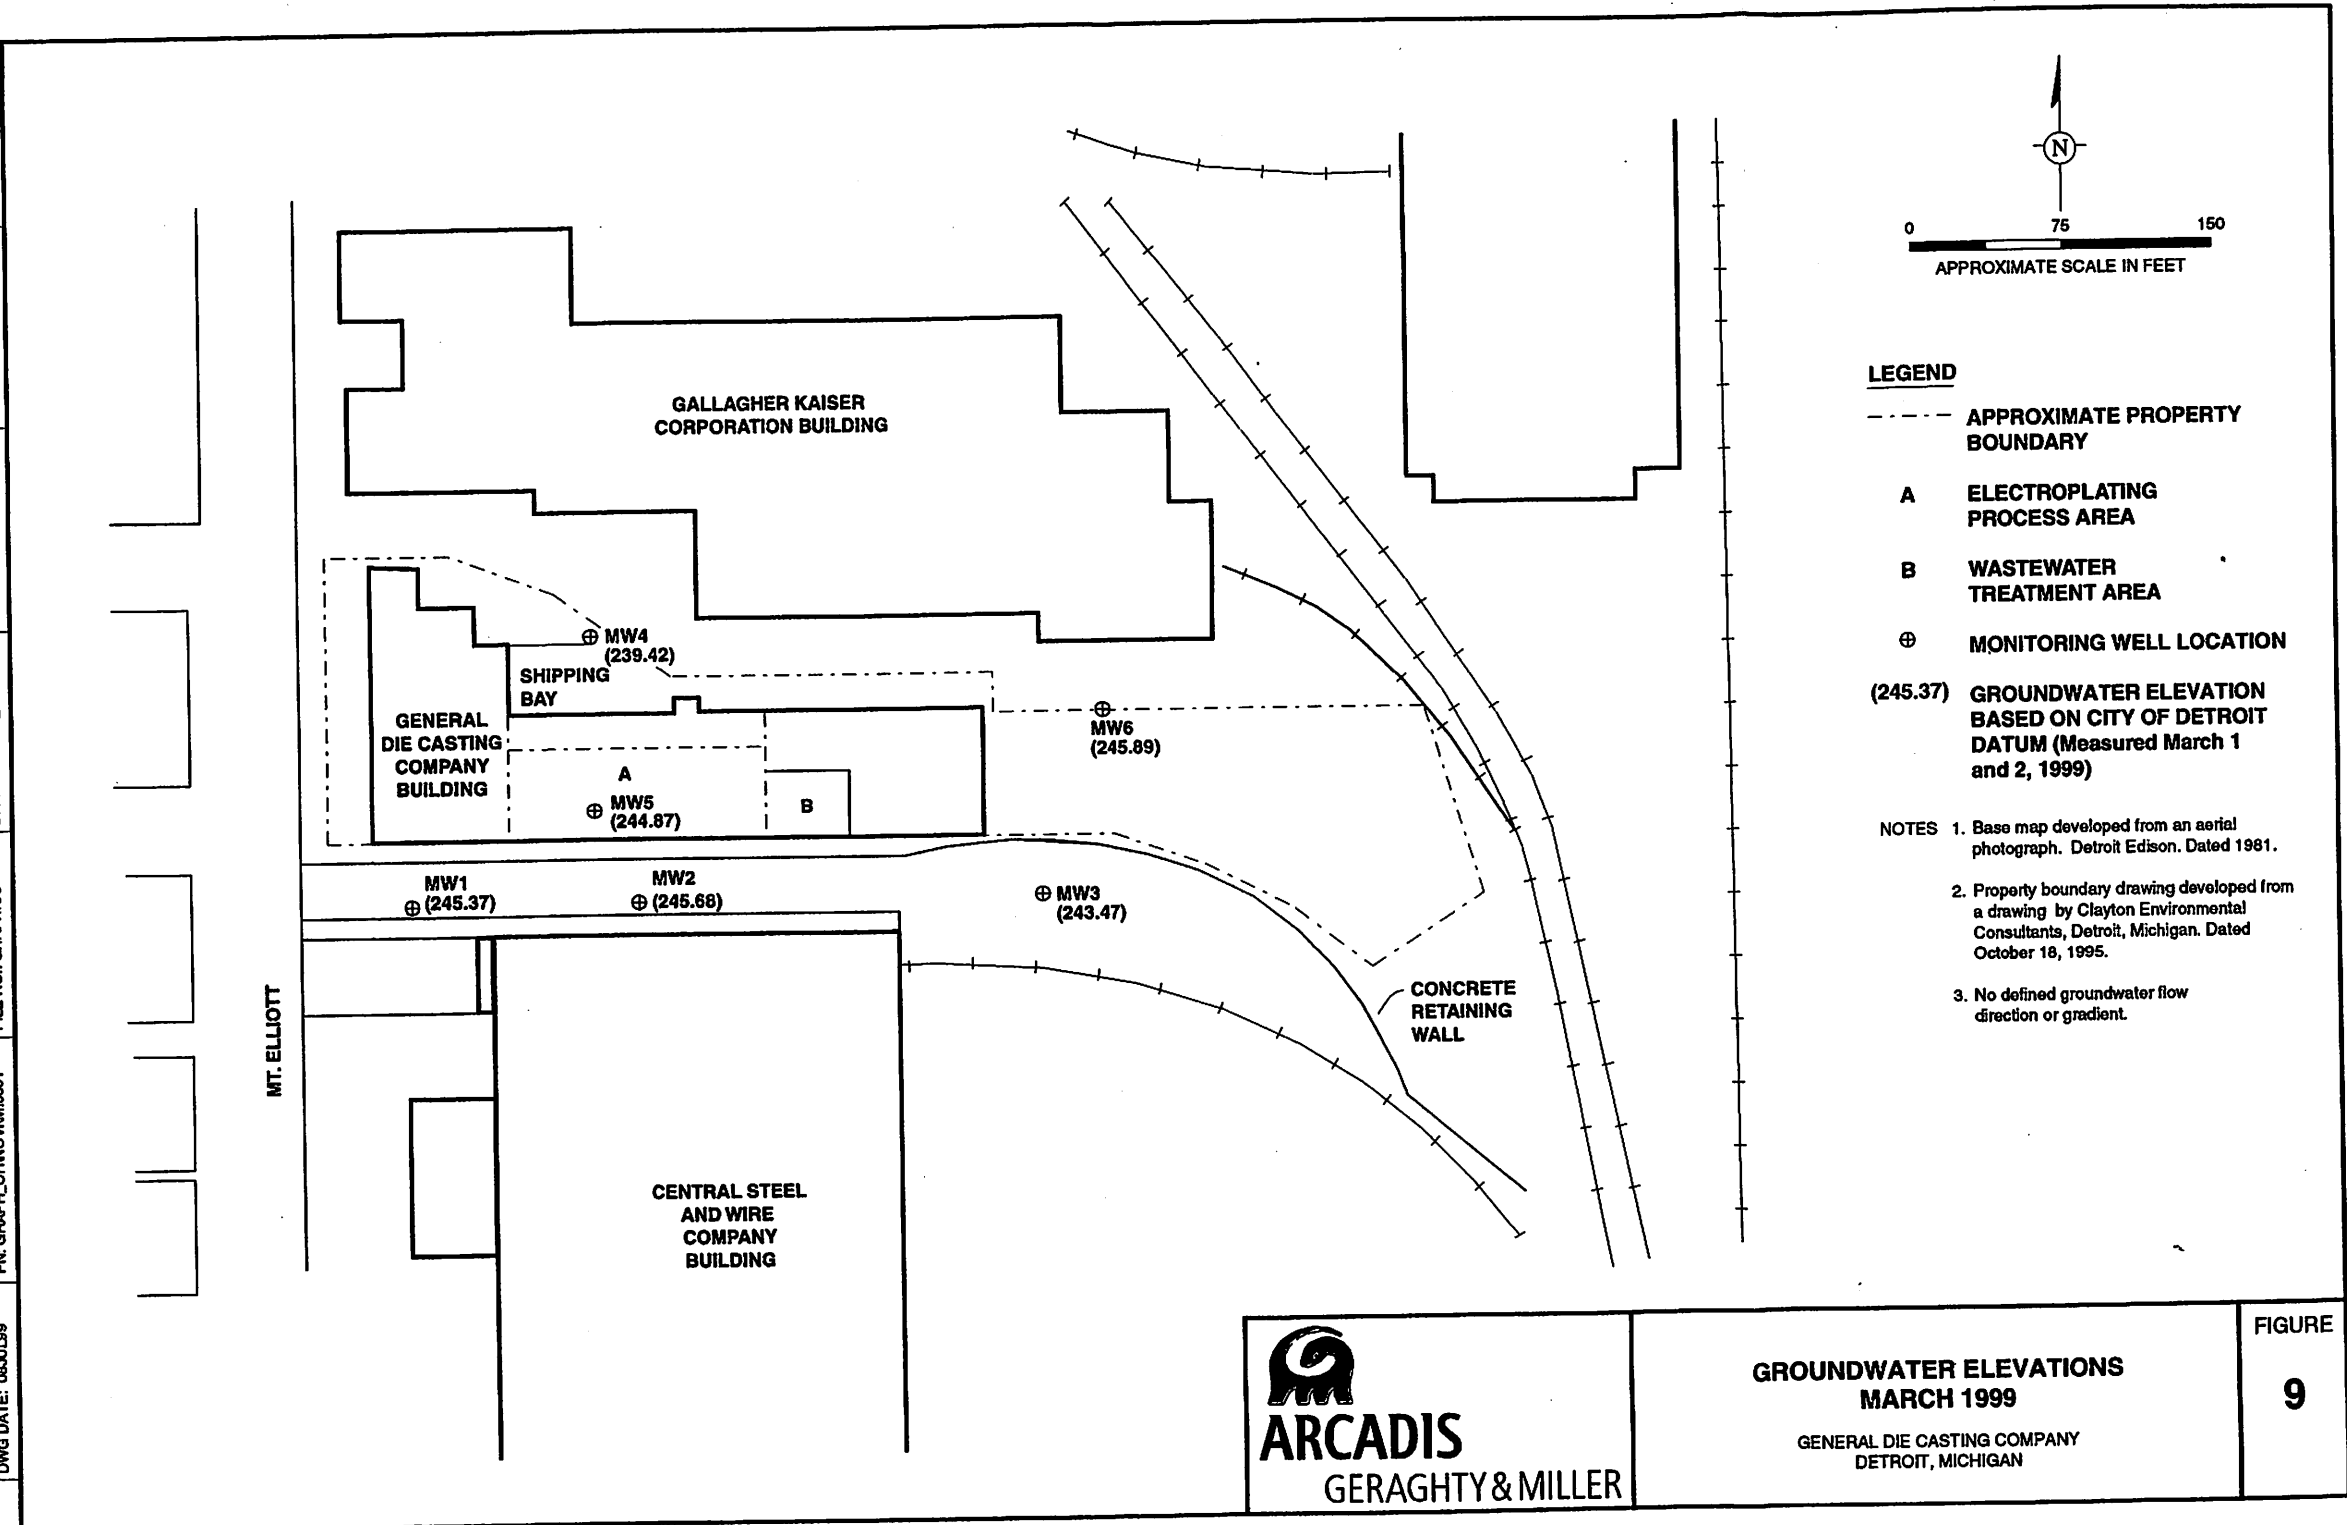 N
0 75 150
APPROXIMATE SCALE IN FEET
LEGEND
APPROXIMATE PROPERTY
BOUNDARY
A ELECTROPLATING
PROCESS AREA
B WASTEWATER
TREATMENT AREA
MONITORING WELL LOCATION
(245.37) GROUNDWATER ELEVATION
BASED ON CITY OF DETROIT
DATUM (Measured March 1
and 2, 1999)
NOTES 1. Base map developed from an aerial
photograph. Detroit Edison. Dated 1981.
2. Property boundary drawing developed from
a drawing by Clayton Environmental
Consultants, Detroit, Michigan. Dated
October 18, 1995.
3. No defined groundwater flow
direction or gradient.
GALLAGHER KAISER
CORPORATION BUILDING
MW4
(239.42)
SHIPPING
BAY
GENERAL
DIE CASTING
COMPANY
BUILDING
A
MW5
(244.87)
B
MW6
(245.89)
MW1
(245.37)
MW2
(245.68)
MW3
(243.47)
CONCRETE
RETAINING
WALL
MT. ELLIOTT
CENTRAL STEEL
AND WIRE
COMPANY
BUILDING
DWG DATE:
ARCADIS
GERAGHTY & MILLER
GROUNDWATER ELEVATIONS
MARCH 1999
GENERAL DIE CASTING COMPANY
DETROIT, MICHIGAN
FIGURE
9